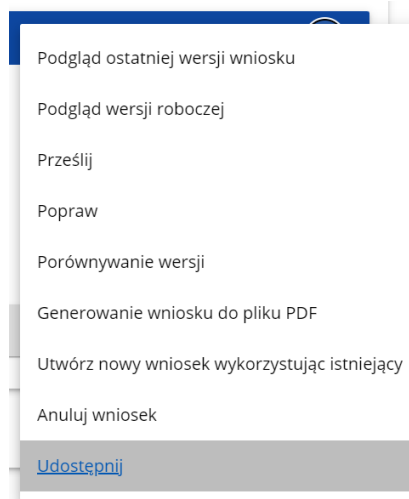 Podgląd ostatniej wersji wniosku
Podgląd wersji roboczej
Prześlij
Popraw
Porównywanie wersji
Generowanie wniosku do pliku PDF
Utwórz nowy wniosek wykorzystując istniejący
Anuluj wniosek
Udostępnij